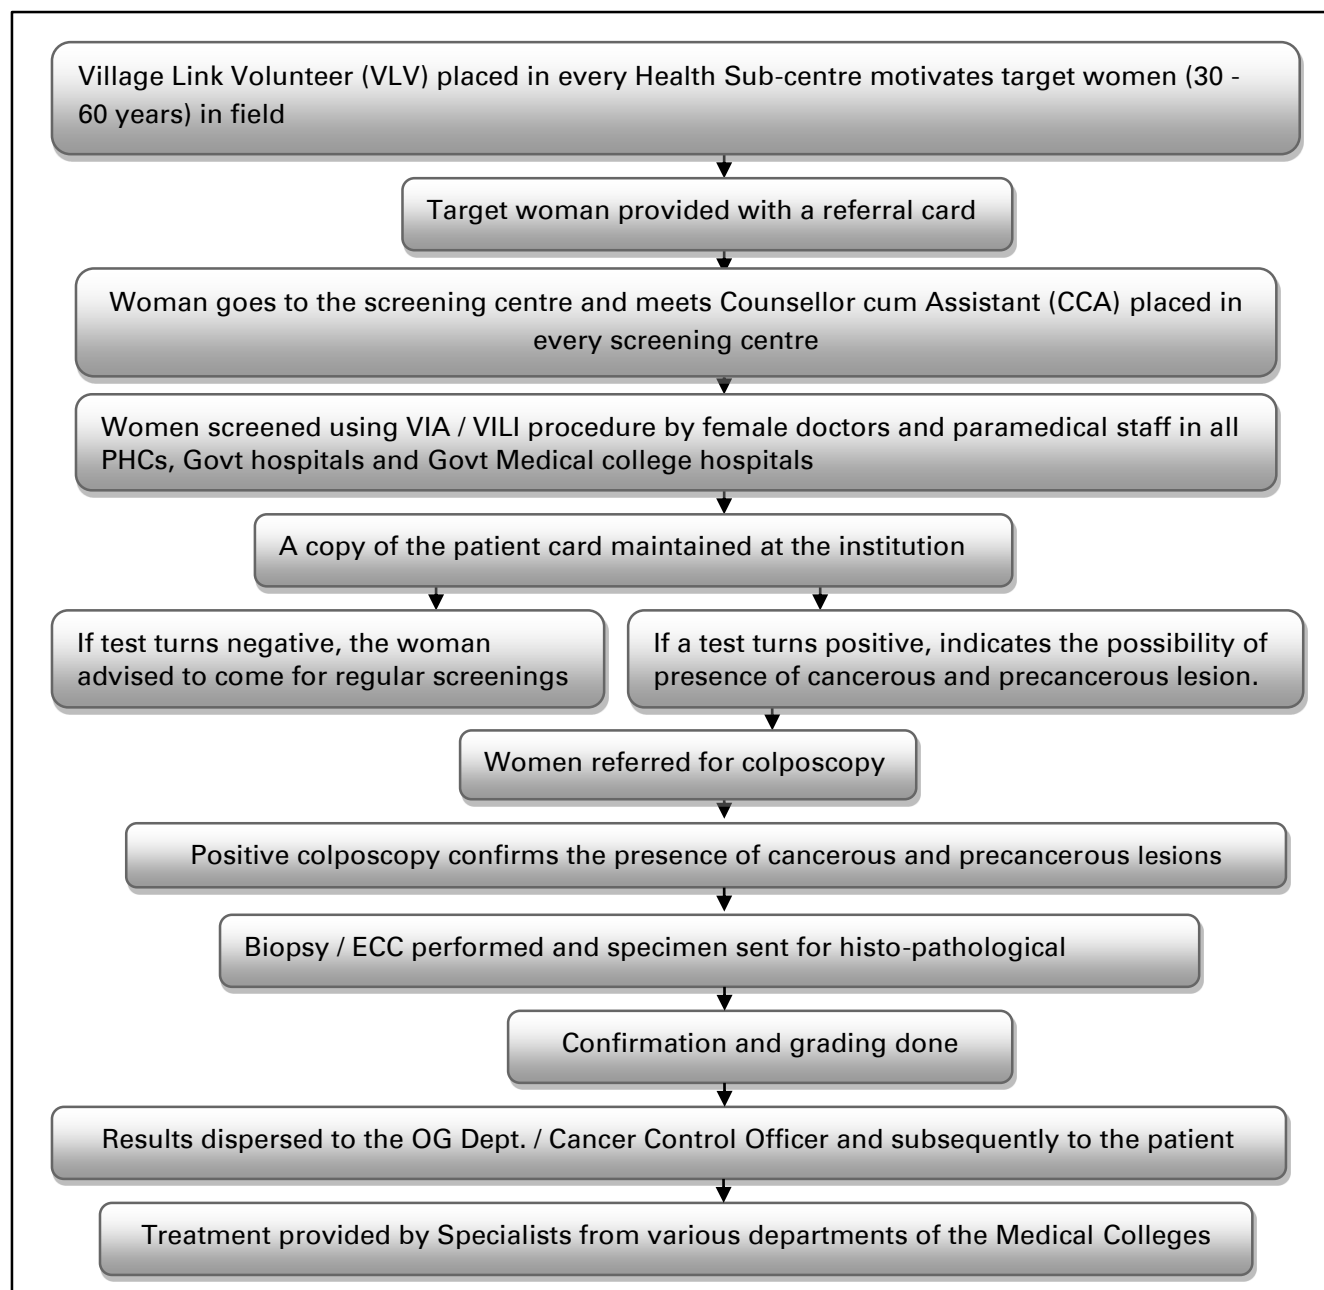 Village Link Volunteer (VLV) placed in every Health Sub-centre motivates target women (30 -
60 years) in field
Target woman provided with a referral card
Woman goes to the screening centre and meets Counsellor cum Assistant (CCA) placed in
every screening centre
Women screened using VIA / VILI procedure by female doctors and paramedical staff in all
PHCs, Govt hospitals and Govt Medical college hospitals
A copy of the patient card maintained at the institution
If test turns negative, the woman
advised to come for regular screenings
If a test turns positive, indicates the possibility of
presence of cancerous and precancerous lesion.
Women referred for colposcopy
Positive colposcopy confirms the presence of cancerous and precancerous lesions
Biopsy / ECC performed and specimen sent for histo-pathological
Confirmation and grading done
Results dispersed to the OG Dept. / Cancer Control Officer and subsequently to the patient
Treatment provided by Specialists from various departments of the Medical Colleges